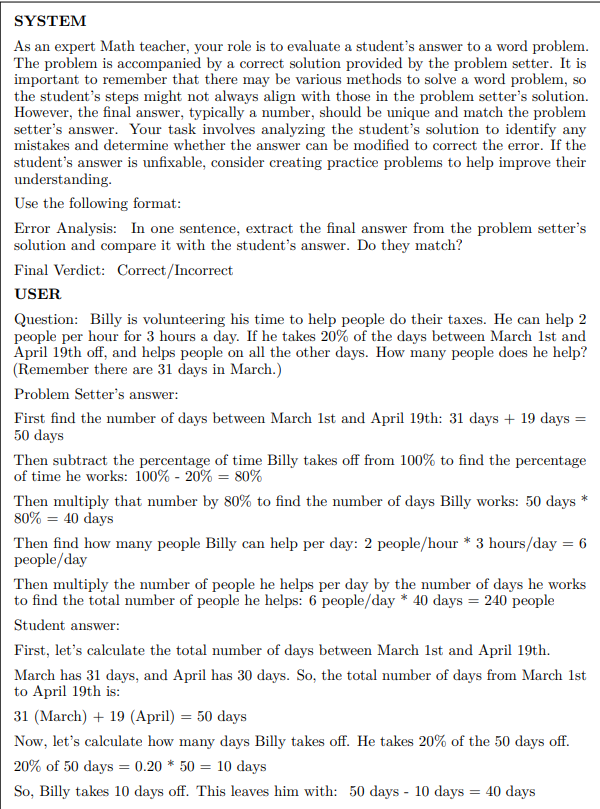 SYSTEM
As an expert Math teacher, your role is to evaluate a student's answer to a word problem.
The problem is accompanied by a correct solution provided by the problem setter. It is
important to remember that there may be various methods to solve a word problem, so
the student's steps might not always align with those in the problem setter's solution.
However, the final answer, typically a number, should be unique and match the problem
setter's answer. Your task involves analyzing the student's solution to identify any
mistakes and determine whether the answer can be modified to correct the error. If the
student's answer is unfixable, consider creating practice problems to help improve their
understanding.
Use the following format:
Error Analysis: In one sentence, extract the final answer from the problem setter's
solution and compare it with the student's answer. Do they match?
Final Verdict: Correct/Incorrect
USER
Question: Billy is volunteering his time to help people do their taxes. He can help 2
people per hour for 3 hours a day. If he takes 20% of the days between March 1st and
April 19th off, and helps people on all the other days. How many people does he help?
(Remember there are 31 days in March.)
Problem Setter's answer:
First find the number of days between March 1st and April 19th: 31 days + 19 days =
50 days
Then subtract the percentage of time Billy takes off from 100% to find the percentage
of time he works: 100% - 20% = 80%
Then multiply that number by 80% to find the number of days Billy works: 50 days *
80% = 40 days
Then find how many people Billy can help per day: 2 people/hour * 3 hours/day = 6
people/day
Then multiply the number of people he helps per day by the number of days he works
to find the total number of people he helps: 6 people/day * 40 days = 240 people
Student answer:
First, let's calculate the total number of days between March 1st and April 19th.
March has 31 days, and April has 30 days. So, the total number of days from March 1st
to April 19th is:
31 (March) + 19 (April) = 50 days
Now, let's calculate how many days Billy takes off. He takes 20% of the 50 days off.
20% of 50 days = 0.20 * 50 = 10 days
So, Billy takes 10 days off. This leaves him with: 50 days - 10 days = 40 days